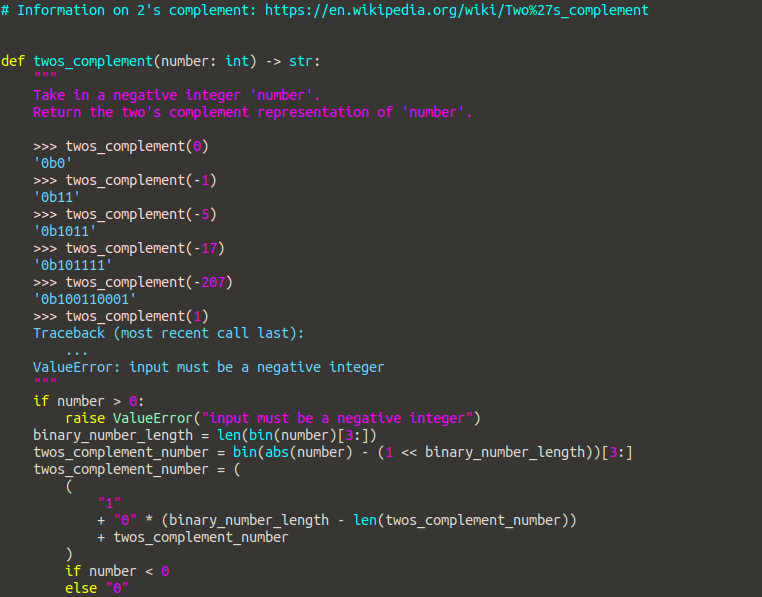 # Information on 2's complement: https://en.wikipedia.org/wiki/Two%27s_complement


def twos_complement(number: int) -> str:
    """
    Take in a negative integer 'number'.
    Return the two's complement representation of 'number'.

    >>> twos_complement(0)
    '0b0'
    >>> twos_complement(-1)
    '0b11'
    >>> twos_complement(-5)
    '0b1011'
    >>> twos_complement(-17)
    '0b101111'
    >>> twos_complement(-207)
    '0b100110001'
    >>> twos_complement(1)
    Traceback (most recent call last):
        ...
    ValueError: input must be a negative integer
    """
    if number > 0:
        raise ValueError("input must be a negative integer")
    binary_number_length = len(bin(number)[3:])
    twos_complement_number = bin(abs(number) - (1 << binary_number_length))[3:]
    twos_complement_number = (
        (
            "1"
            + "0" * (binary_number_length - len(twos_complement_number))
            + twos_complement_number
        )
        if number < 0
        else "0"